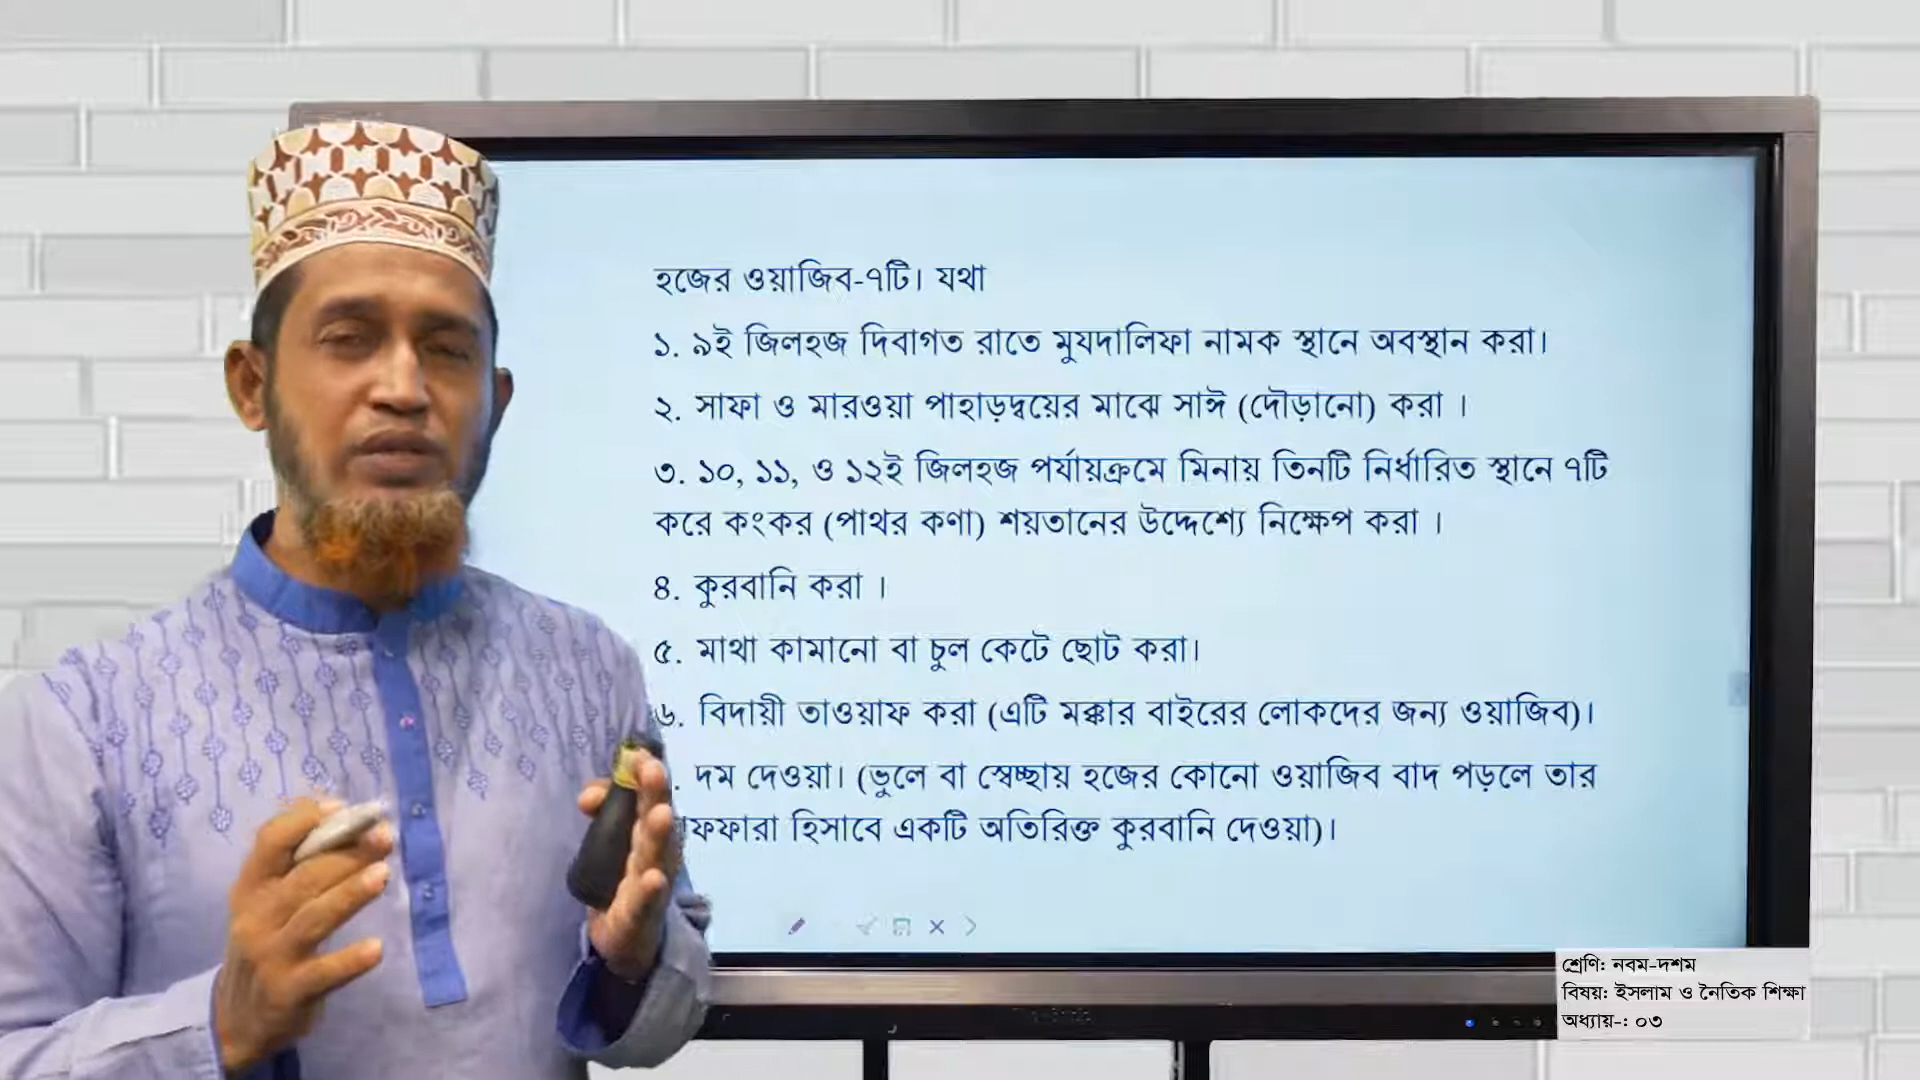 হজের ওয়াজিব-৭টি। যথা
১. ৯ই জিলহজ দিবাগত রাতে মুযদালিফা নামক স্থানে অবস্থান করা।
২. সাফা ও মারওয়া পাহাড়দ্বয়ের মাঝে সাঈ (দৌড়ানো) করা ।
৩. ১০, ১১, ও ১২ই জিলহজ পর্যায়ক্রমে মিনায় তিনটি নির্ধারিত স্থানে ৭টি
করে কংকর (পাথর কণা) শয়তানের উদ্দেশ্যে নিক্ষেপ করা ।
৪. কুরবানি করা ।
৫. মাথা কামানো বা চুল কেটে ছোট করা।
৬. বিদায়ী তাওয়াফ করা (এটি মক্কার বাইরের লোকদের জন্য ওয়াজিব)।
. দম দেওয়া। (ভুলে বা স্বেচ্ছায় হজের কোনো ওয়াজিব বাদ পড়লে তার
হিসাবে একটি অতিরিক্ত কুরবানি দেওয়া)।
শ্রেণি: নবম-দশম
বিষয়: ইসলাম ও নৈতিক শিক্ষা
অধ্যায়-: ০৩